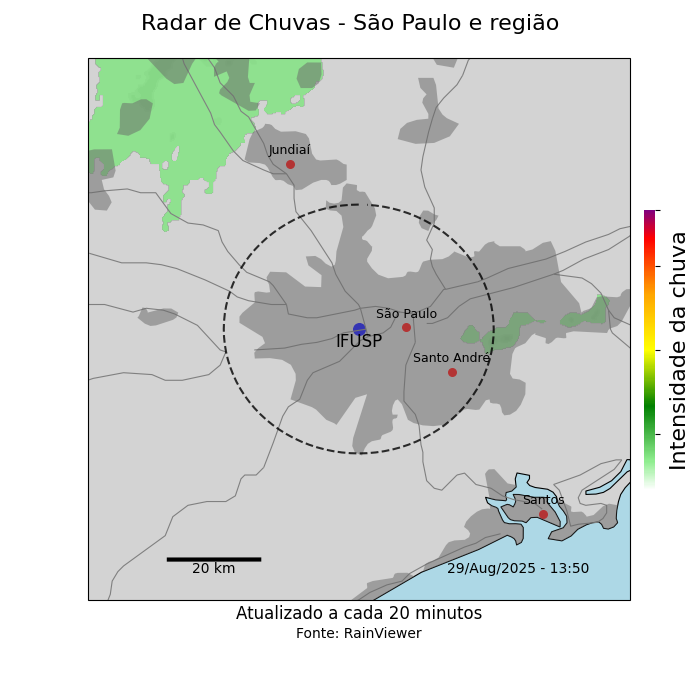 Radar de Chuvas - São Paulo e região
Jundiaí
São Paulo
IFUSP
Santo André
Intensidade da chuva
Santos
20 km
29/Aug/2025 - 13:50
Atualizado a cada 20 minutos
Fonte: RainViewer